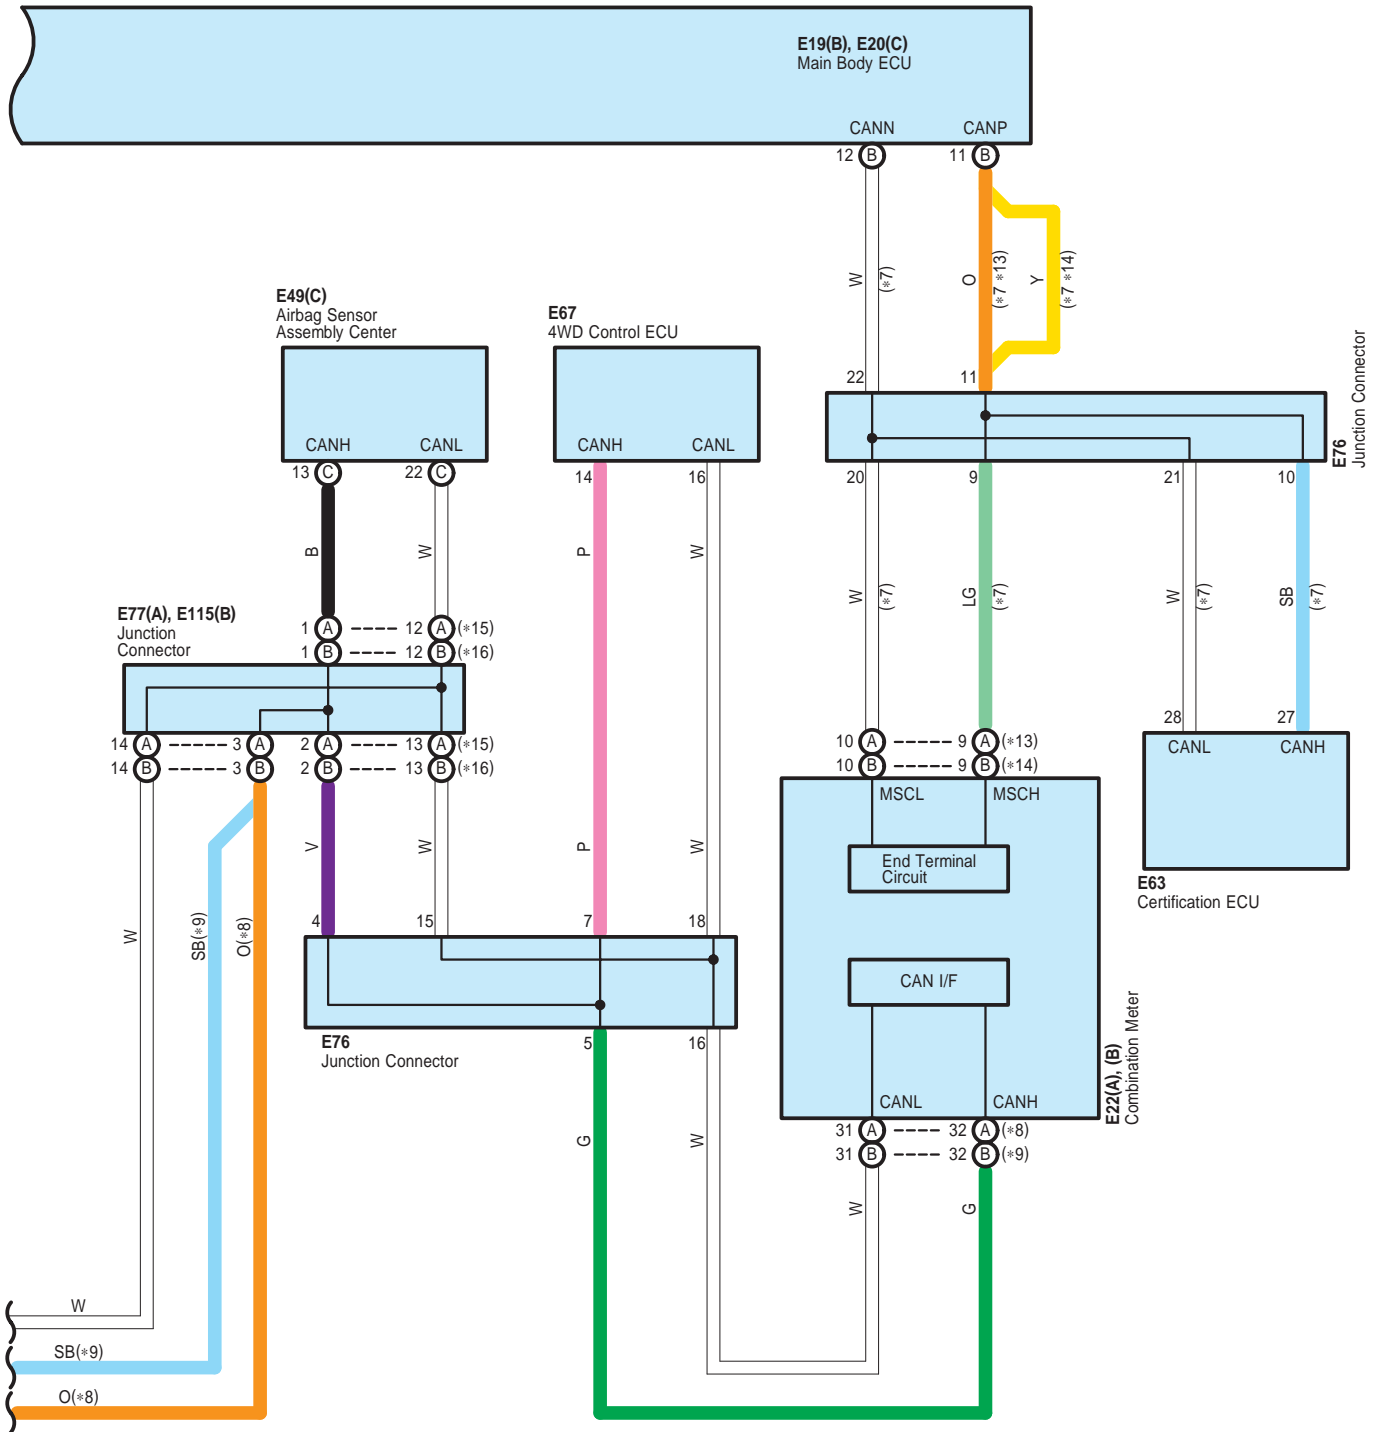 E19(B), E20(C)
Main Body ECU
CANN
CANP
12 B
11 B
W
(*7)
O
(*7 *13)
Y
(*7 *14)
E49(C)
Airbag Sensor
Assembly Center
E67
4WD Control ECU
22
11
E76
Junction Connector
CANH
CANL
CANH
CANL
13 C
22 C
14
16
20
9
21
10
B
W
P
W
W
(*7)
LG
(*7)
W
(*7)
SB
(*7)
E77(A), E115(B)
Junction
Connector
1 A
12 A (*15)
1 B
12 B (*16)
14 A
3 A
2 A
13 A (*15)
14 B
3 B
2 B
13 B (*16)
10 A
9 A (*13)
10 B
9 B (*14)
28
27
CANL
CANH
MSCL
MSCH
End Terminal
Circuit
E63
Certification ECU
W
SB(*9)
O(*8)
V
W
P
W
4
15
7
18
CAN I/F
E76
Junction Connector
5
16
CANL
CANH
E22(A), (B)
Combination Meter
31 A
32 A (*8)
31 B
32 B (*9)
G
W
W
G
W
SB(*9)
O(*8)